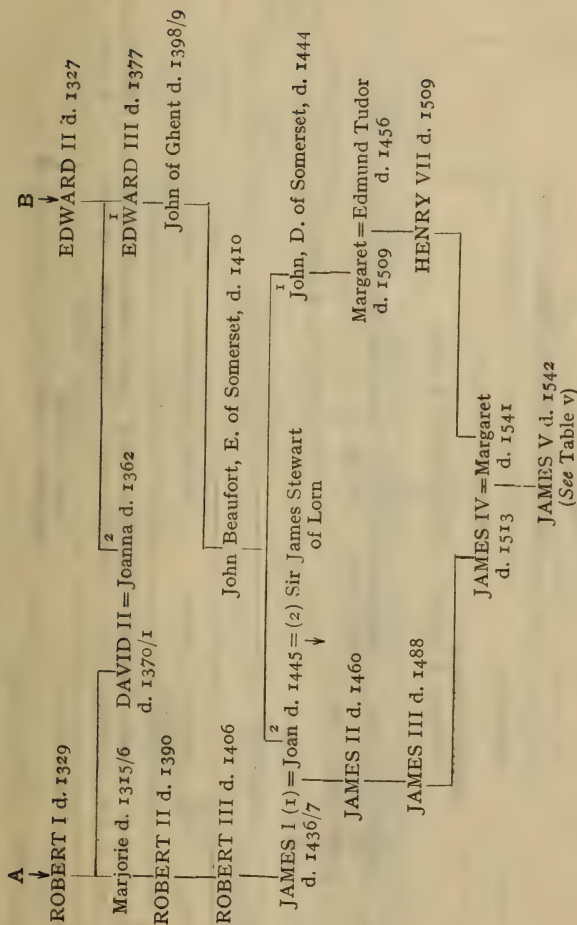 A
B
ROBERT I d. 1329
EDWARD II d. 1327
2
1
Marjorie d. 1315/6
DAVID II = Joanna d. 1362
d. 1370/1
EDWARD III d. 1377
ROBERT II d. 1390
John of Ghent d. 1398/9
ROBERT III d. 1406
John Beaufort, E. of Somerset, d. 1410
2
1
JAMES I (1) = Joan d. 1445 = (2) Sir James Stewart
d. 1436/7
of Lorn
John, D. of Somerset, d. 1444
JAMES II d. 1460
Margaret = Edmund Tudor
d. 1509
d. 1456
JAMES III d. 1488
HENRY VII d. 1509
JAMES IV = Margaret
d. 1513
d. 1541
JAMES V d. 1542
(See Table v)